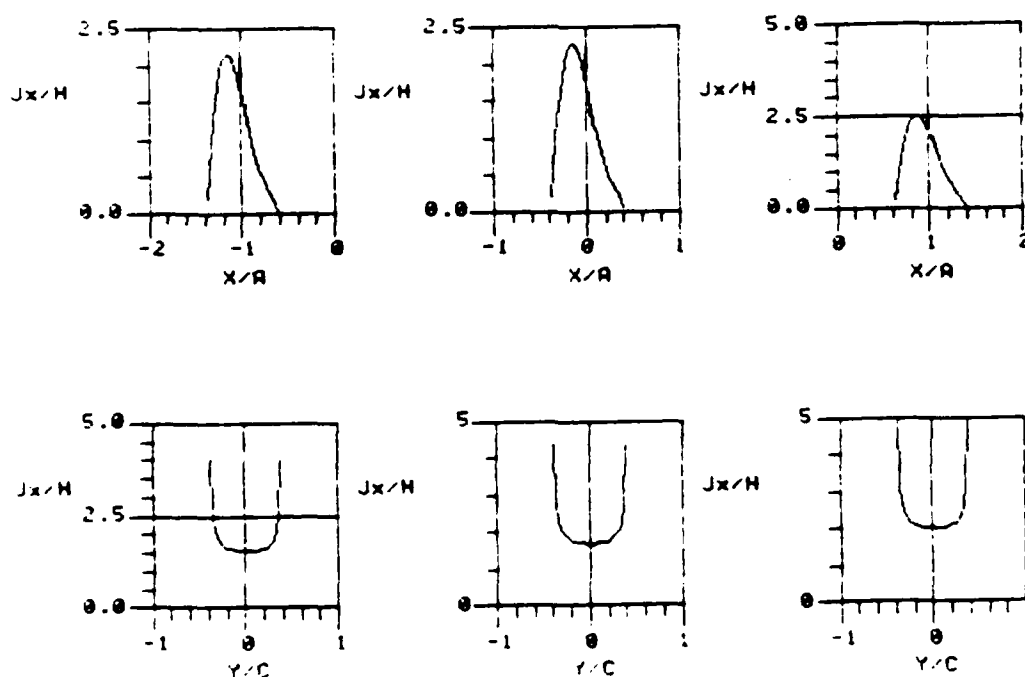 2.5 2.5 5.0
Jx/H Jx/H Jx/H
2.5
0.0 0.0 0.0
-2 -1 0 -1 0 1 0 1 2
X/A X/A X/A
5.0 5 5
Jx/H Jx/H Jx/H
2.5
0.0 0 0
-1 0 1 -1 0 1 -1 0
Y/C Y/C Y/C